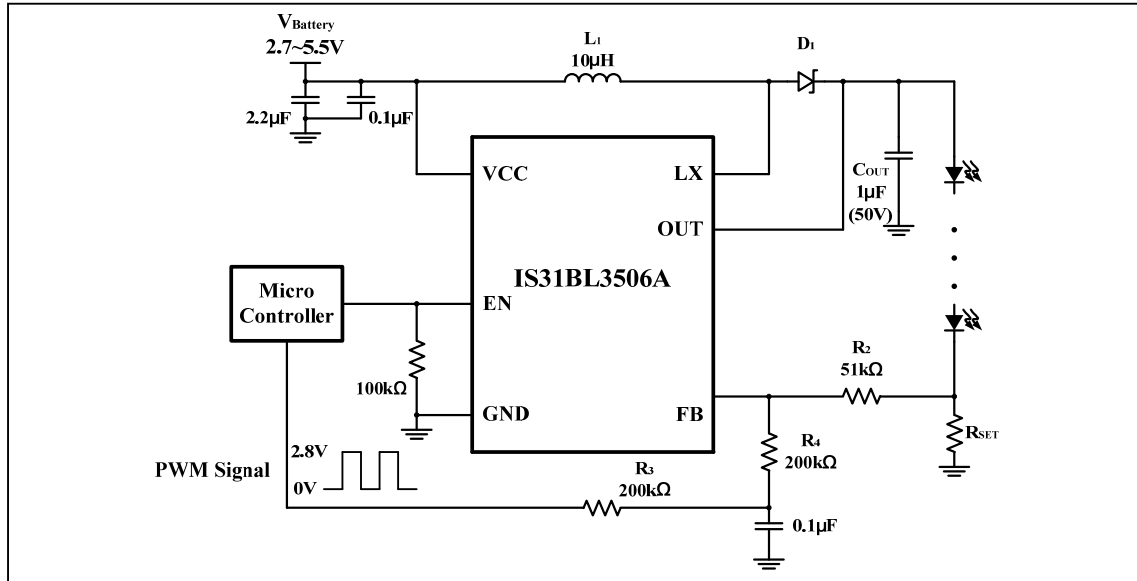 VBattery
2.7~5.5V
L1
10µH
D1
2.2µF
0.1µF
VCC
LX
COUT
1µF
(50V)
OUT
IS31BL3506A
Micro
Controller
EN
100kΩ
R2
51kΩ
GND
FB
RSET
R4
200kΩ
2.8V
PWM Signal
0V
R3
200kΩ
0.1µF